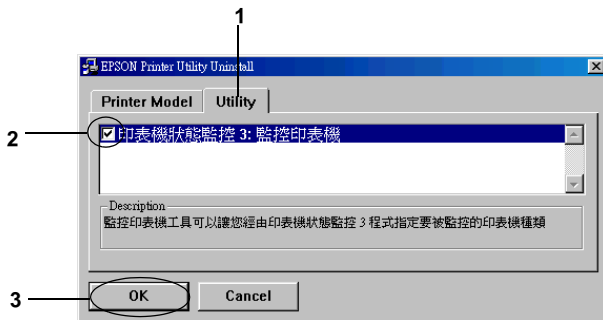 1
EPSON Printer Utility Uninstall
Printer Model Utility
2
印表機狀態監控 3: 監控印表機
Description
監控印表機工具可以讓您經由印表機狀態監控 3 程式指定要被監控的印表機種類
3
OK Cancel